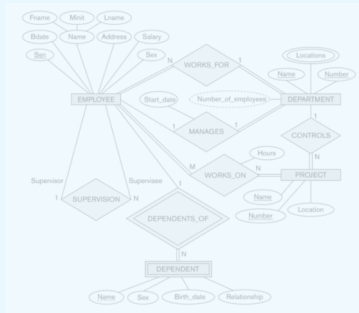 Fname Minit Lname
Bdate Name Address Salary
Ssn Sex
N WORKS_FOR 1
Locations
Name Number
EMPLOYEE Start_date Number_of_employees DEPARTMENT
1 MANAGES 1
1 CONTROLS
Hours
M WORKS_ON N N
Supervisor Supervisee 1 PROJECT
1 SUPERVISION N
Name
Number Location
DEPENDENTS_OF
N
DEPENDENT
Name Sex Birth_date Relationship